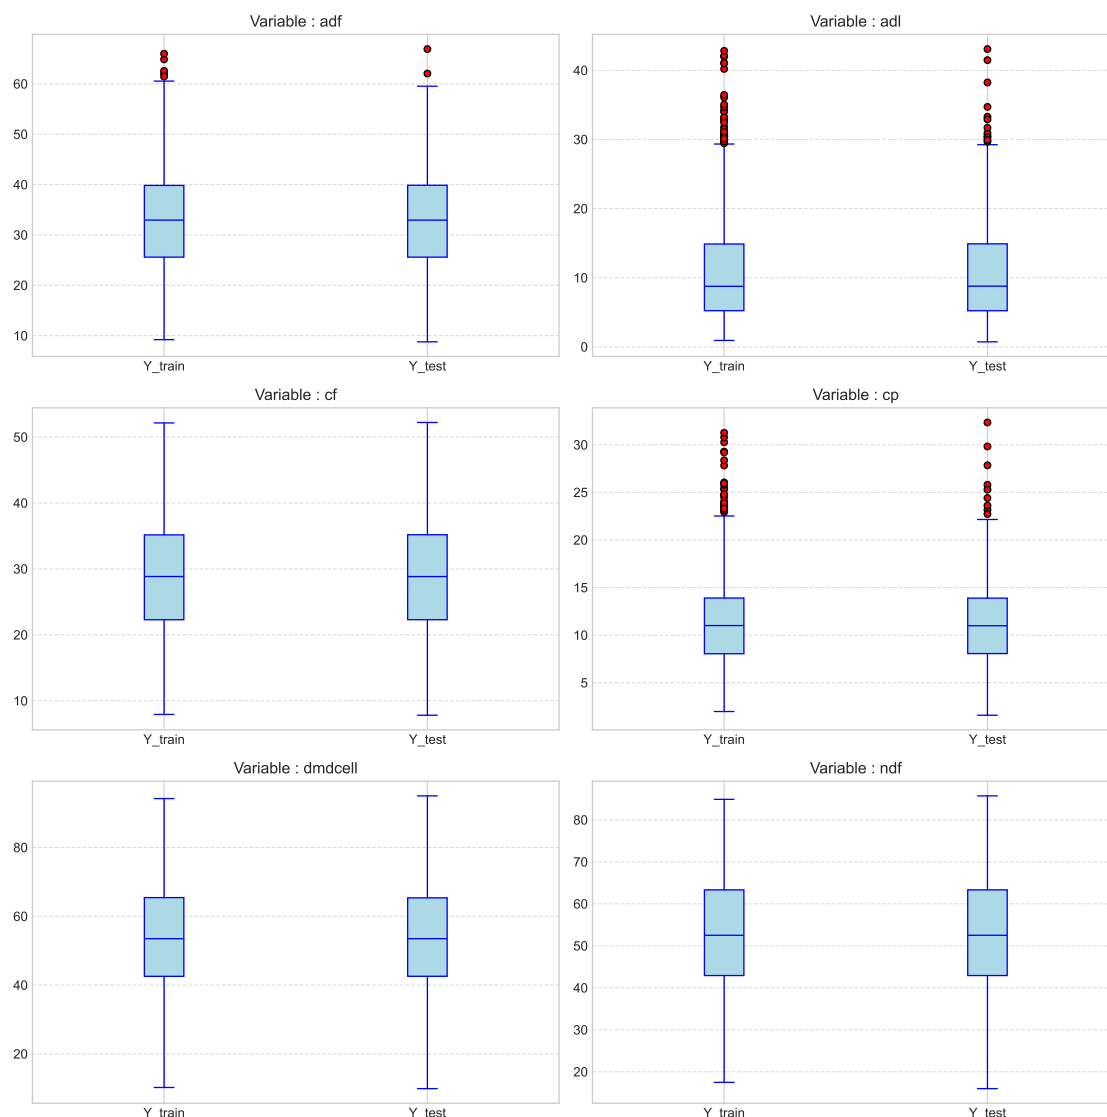 Variable : adf
60
50
40
30
20
10
Y_train
Y_test
Variable : adl
40
30
20
10
0
Y_train
Y_test
Variable : cf
50
40
30
20
10
Y_train
Y_test
Variable : cp
30
25
20
15
10
5
Y_train
Y_test
Variable : dmdcell
80
60
40
20
Y_train
Y_test
Variable : ndf
80
70
60
50
40
30
20
Y_train
Y_test